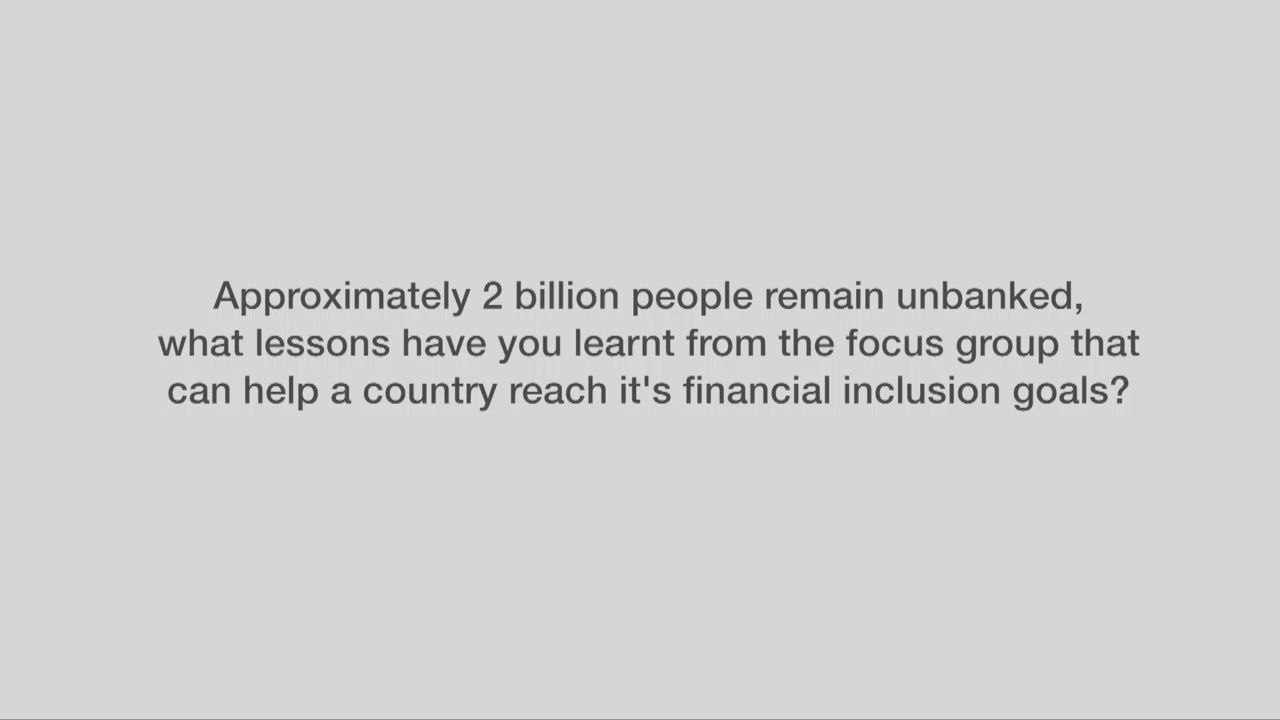 Approximately 2 billion people remain unbanked,
what lessons have you learnt from the focus group that
can help a country reach it's financial inclusion goals?